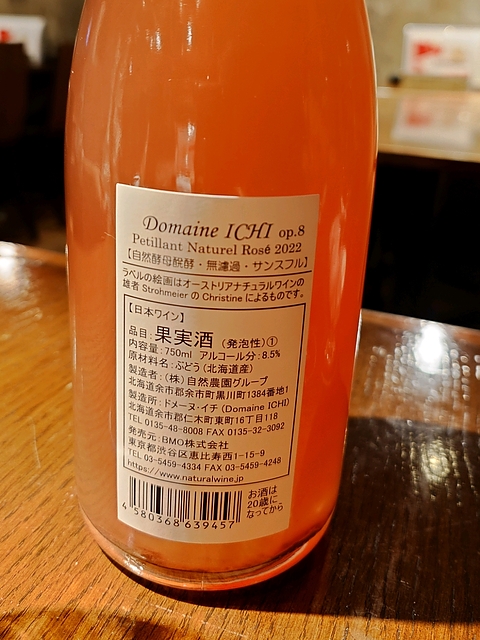 Domaine ICHI op.8
Petillant Naturel Rosé 2022
【自然酵母醗酵・無濾過・サンスフル】
ラベルの絵画はオーストリアナチュラルワインの
雄者 Strohmeier の Christine によるものです。
【日本ワイン】
品目:果実酒 (発泡性)①
内容量:750ml アルコール分:8.5%
原材料名:ぶどう(北海道産)
製造者:(株)自然農園グループ
北海道余市郡余市町黒川町1384番地1
製造所:ドメーヌ・イチ(Domaine ICHI)
北海道余市郡仁木町東町16丁目118
TEL 0135-48-8008 FAX 0135-32-3092
発売元:BMO株式会社
東京都渋谷区恵比寿西1-15-9
TEL 03-5459-4334 FAX 03-5459-4248
https://www.naturalwine.jp
4 580368 639457
お酒は
20歳に
なってから